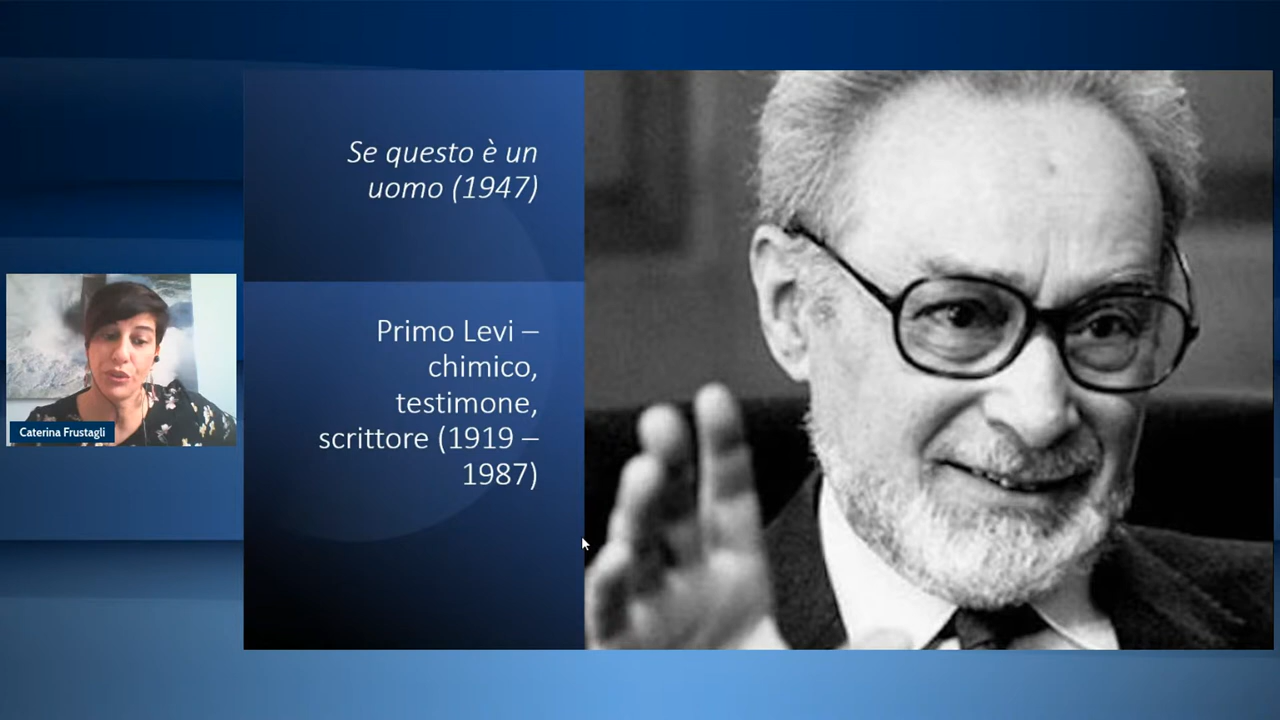 Se questo è un
uomo (1947)
Primo Levi –
chimico,
testimone,
scrittore (1919 –
1987)
Caterina Frustagli